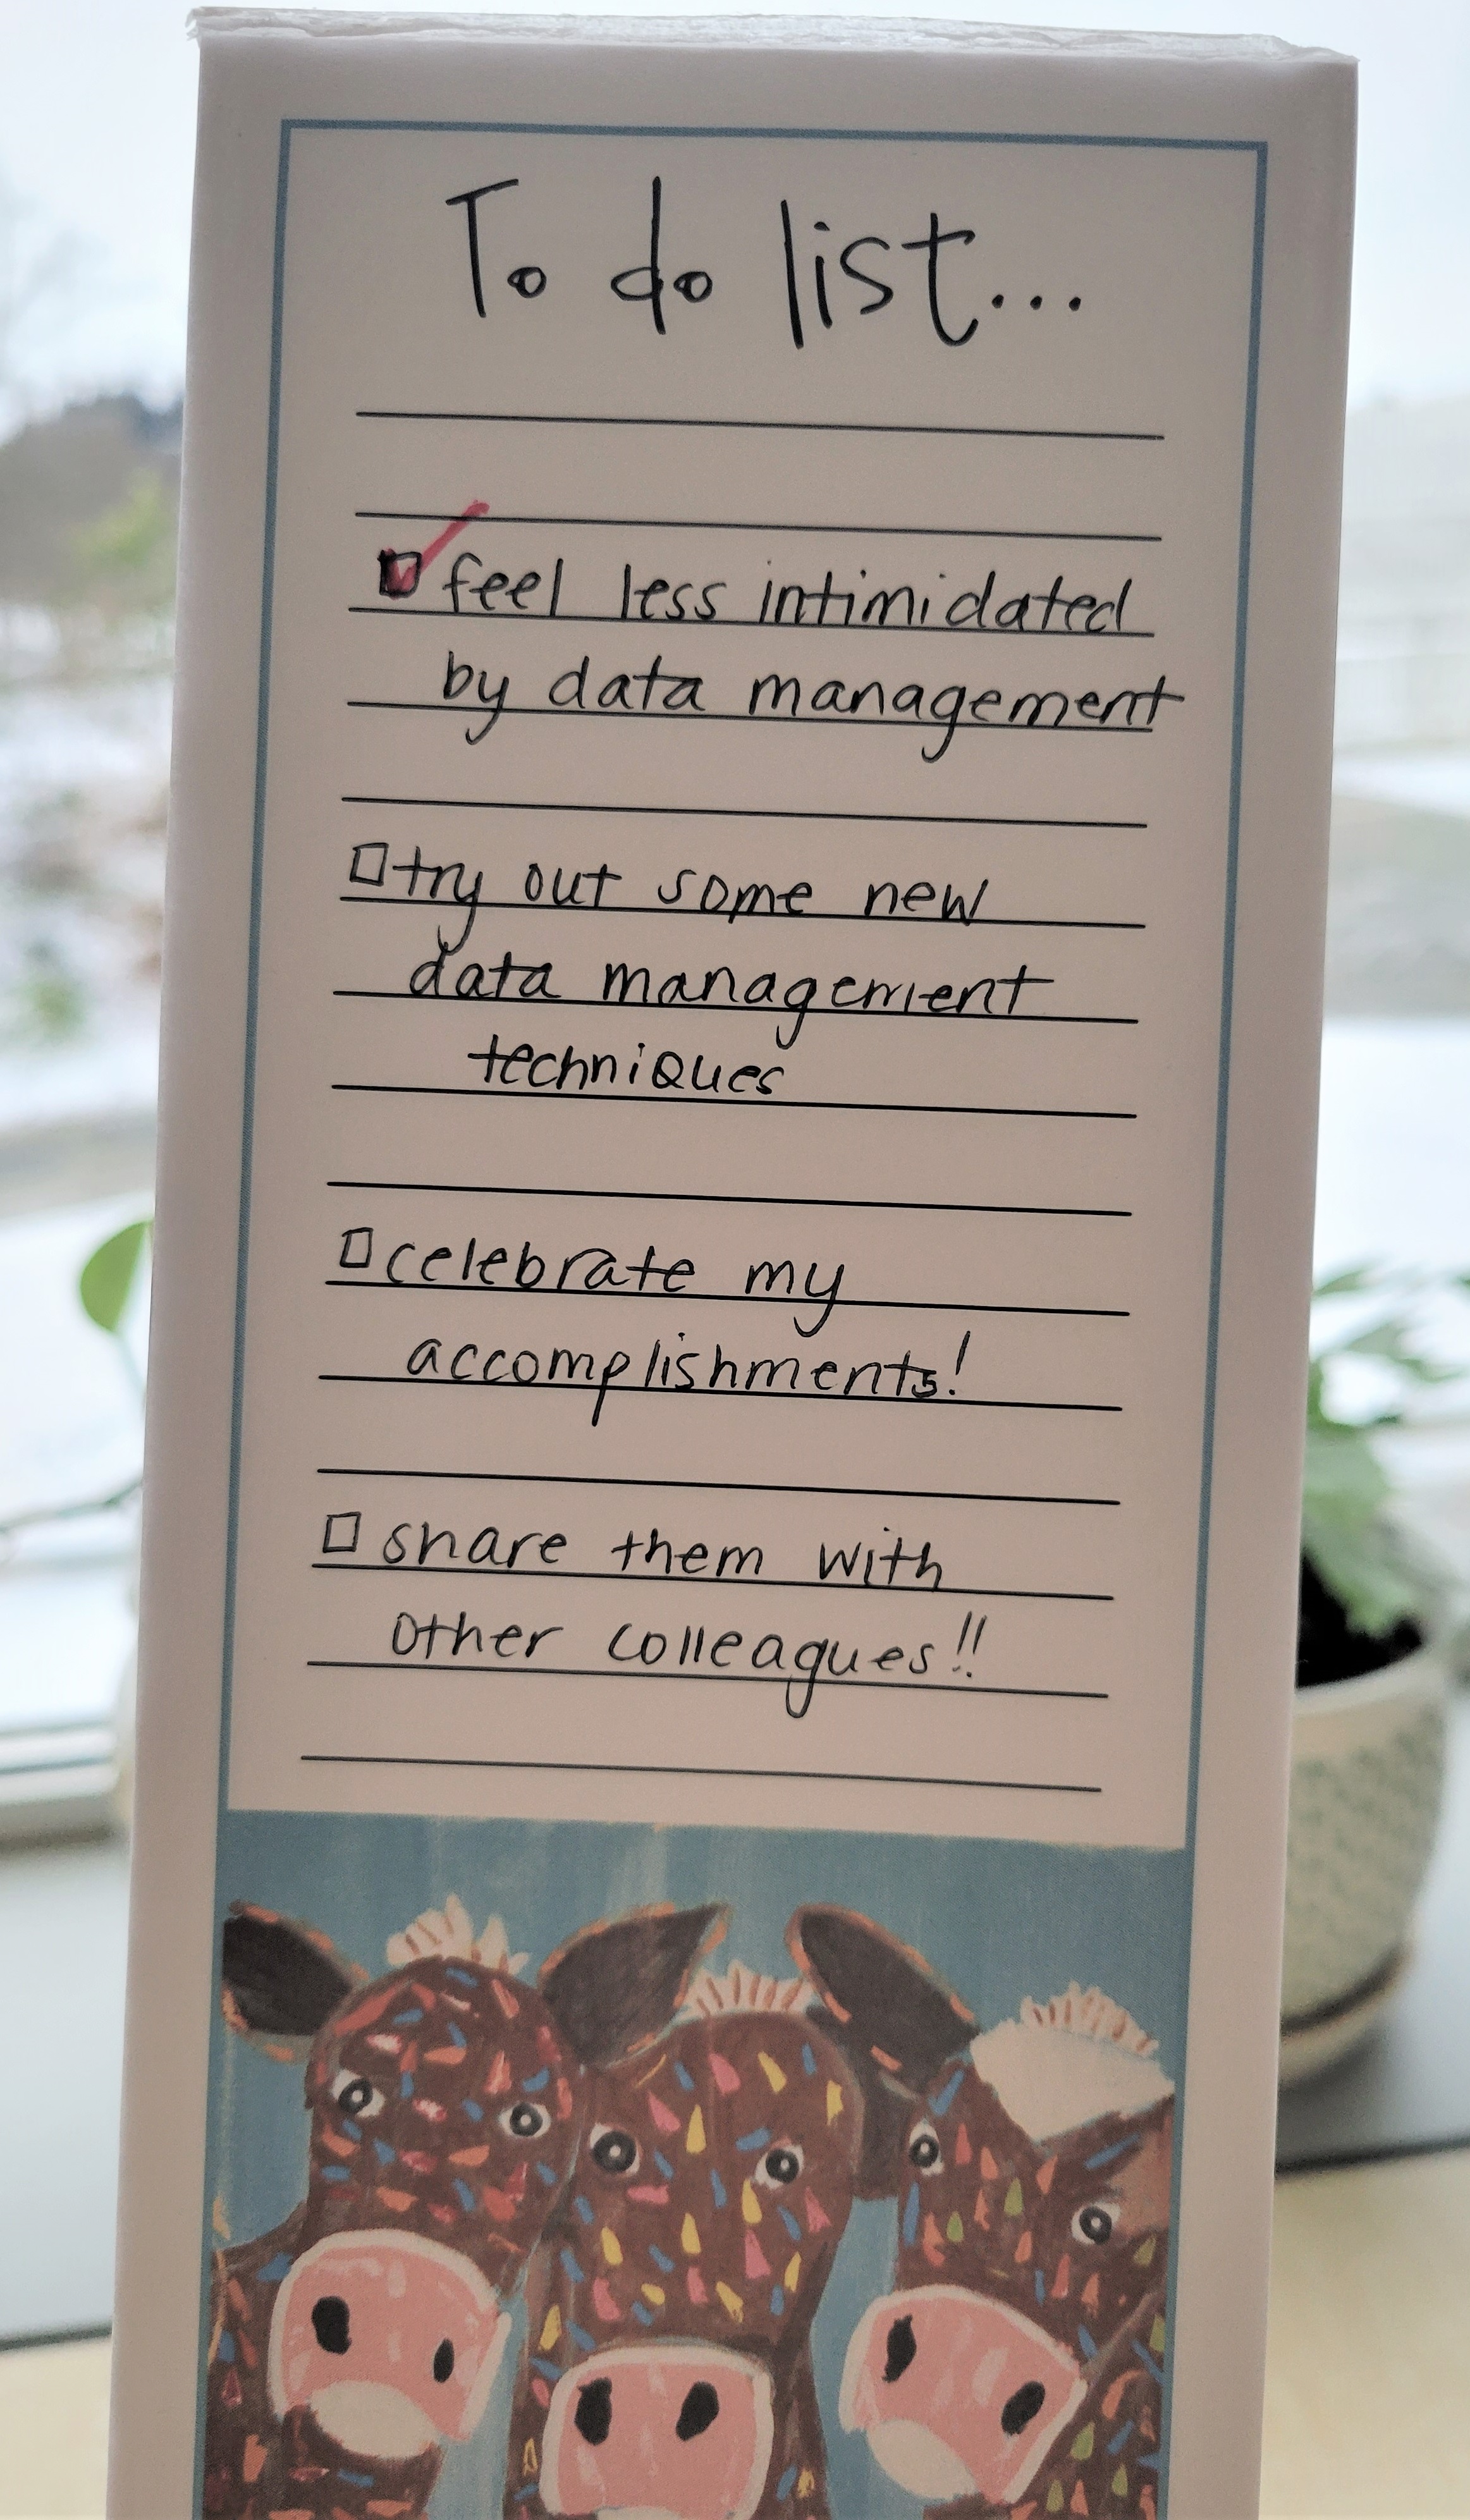 To do list...
feel less intimidated
by data management
try out some new
data management
techniques
celebrate my
accomplishments!
share them with
other colleagues!!